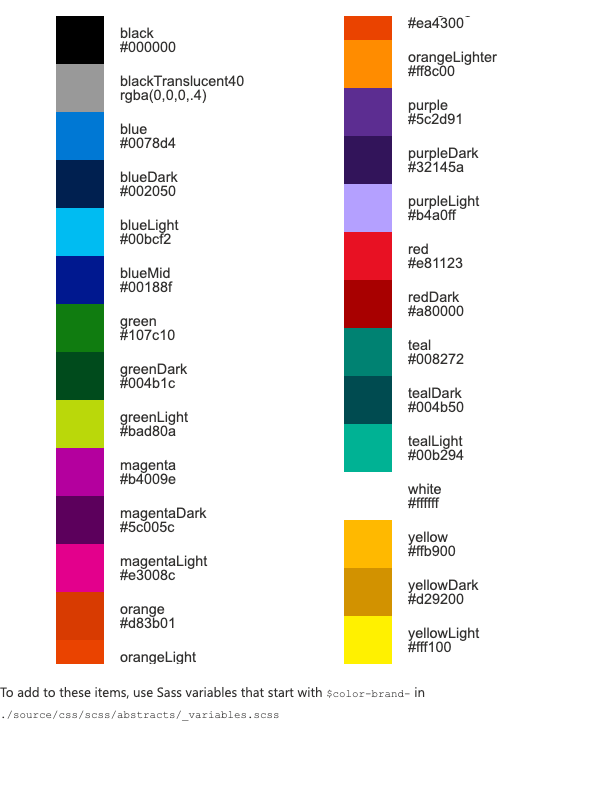 black
#000000
blackTranslucent40
rgba(0,0,0,.4)
blue
#0078d4
blueDark
#002050
blueLight
#00bcf2
blueMid
#00188f
green
#107c10
greenDark
#004b1c
greenLight
#bad80a
magenta
#b4009e
magentaDark
#5c005c
magentaLight
#e3008c
orange
#d83b01
orangeLight
#ea4300
orangeLighter
#ff8c00
purple
#5c2d91
purpleDark
#32145a
purpleLight
#b4a0ff
red
#e81123
redDark
#a80000
teal
#008272
tealDark
#004b50
tealLight
#00b294
white
#ffffff
yellow
#ffb900
yellowDark
#d29200
yellowLight
#fff100
To add to these items, use Sass variables that start with $color-brand- in
./source/css/scss/abstracts/_variables.scss